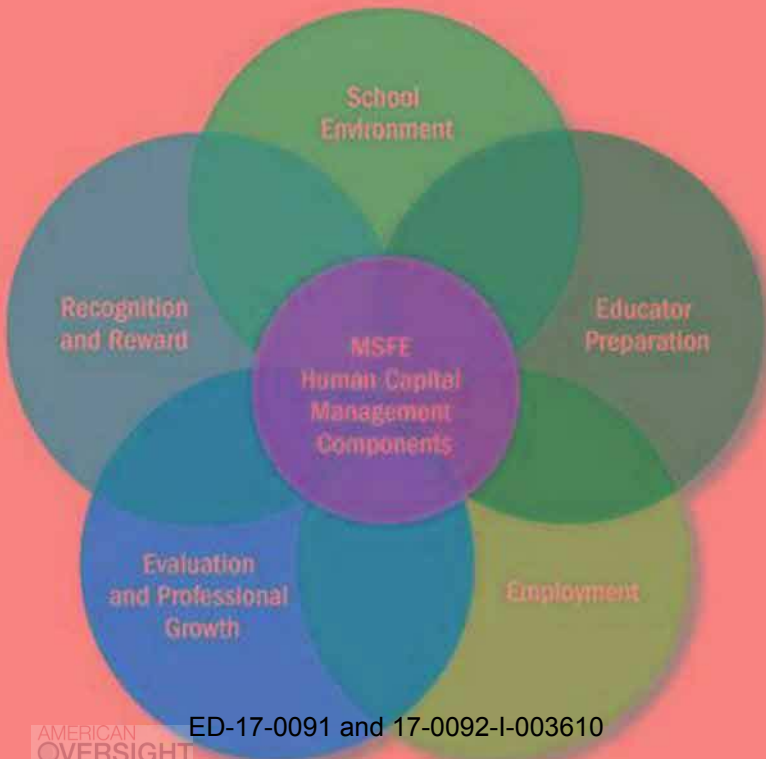 School
Environment
Recognition
and Reward
Educator
Preparation
MSFE
Human Capital
Management
Components
Evaluation
and Professional
Growth
Employment
ED-17-0091 and 17-0092-I-003610
AMERICAN
OVERSIGHT